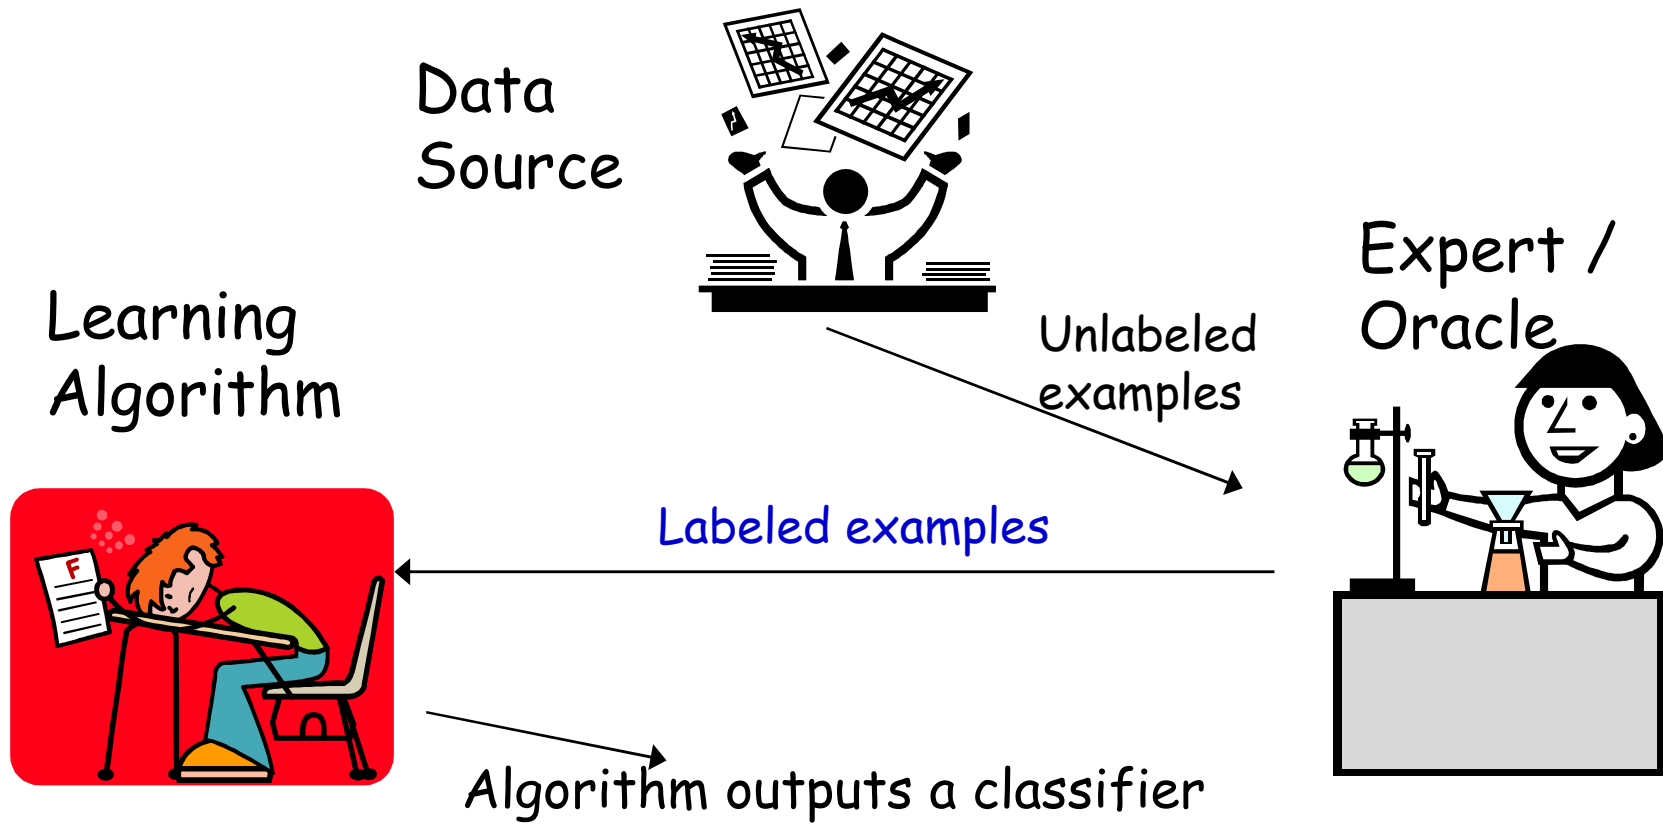 Data
Source
Expert /
Oracle
Learning
Algorithm
Unlabeled
examples
Labeled examples
F
Algorithm outputs a classifier